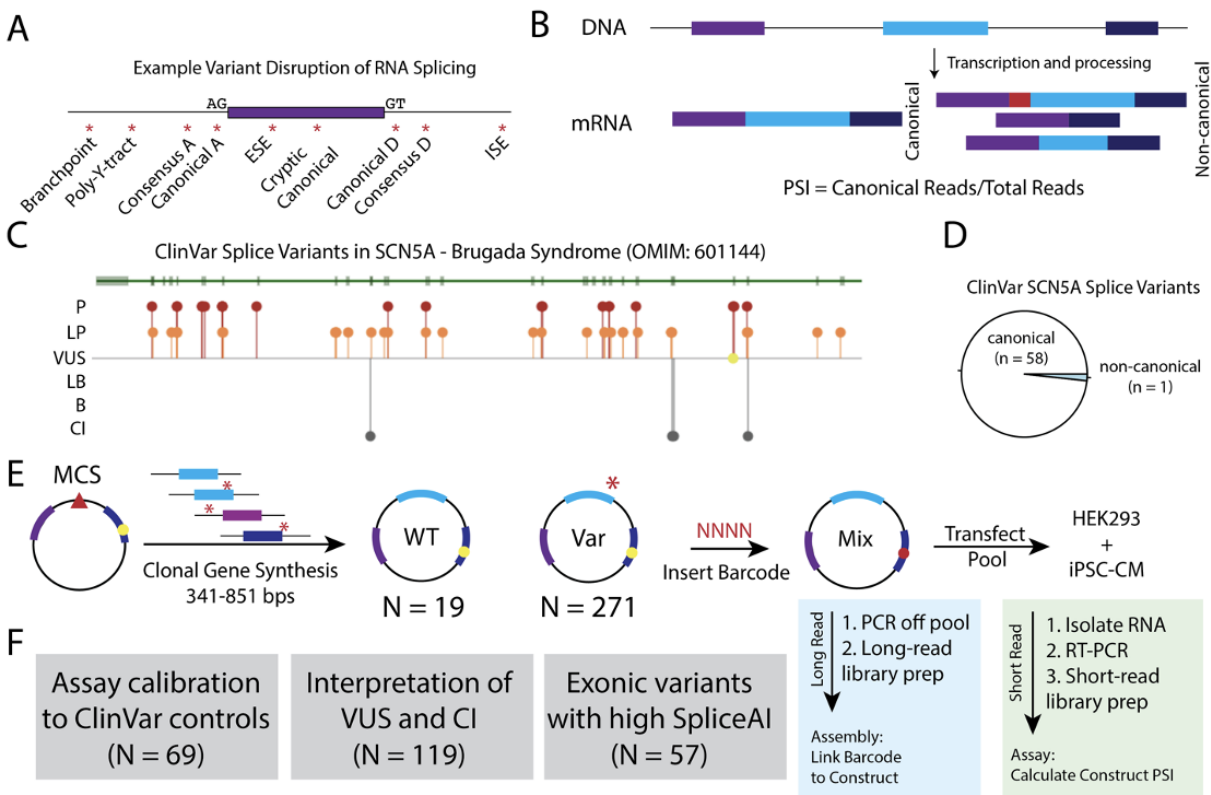 A
Example Variant Disruption of RNA Splicing
AG
GT
* * * * * * * * *
Branchpoint
Poly-Y-tract
Consensus A
Canonical A
ESE
Cryptic
Canonical
Canonical D
Consensus D
ISE
B
DNA
Transcription and processing
mRNA
Canonical
Non-canonical
PSI = Canonical Reads/Total Reads
C
ClinVar Splice Variants in SCN5A - Brugada Syndrome (OMIM: 601144)
P
LP
VUS
LB
B
CI
D
ClinVar SCN5A Splice Variants
canonical
(n = 58)
non-canonical
(n = 1)
E
MCS
* * *
Clonal Gene Synthesis
341-851 bps
WT
N = 19
*
Var
N = 271
NNNN
Insert Barcode
Mix
Transfect
Pool
HEK293
+
iPSC-CM
Long Read
1. PCR off pool
2. Long-read
library prep
Assembly:
Link Barcode
to Construct
Short Read
1. Isolate RNA
2. RT-PCR
3. Short-read
library prep
Assay:
Calculate Construct PSI
F
Assay calibration
to ClinVar controls
(N = 69)
Interpretation of
VUS and CI
(N = 119)
Exonic variants
with high SpliceAI
(N = 57)